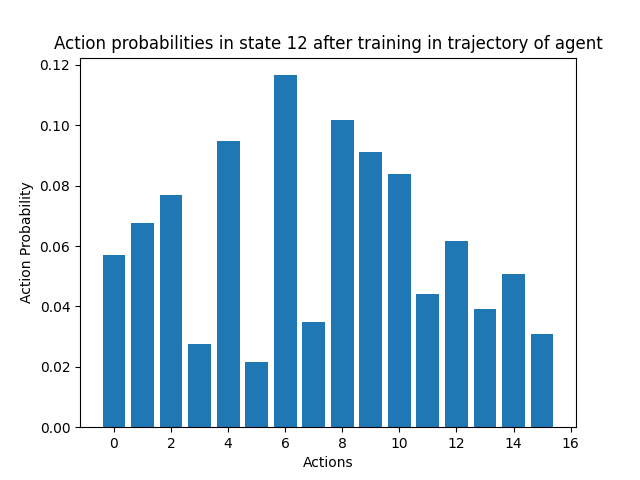 Action probabilities in state 12 after training in trajectory of agent
0.12
0.10
0.08
0.06
0.04
0.02
0.00
Action Probability
0 2 4 6 8 10 12 14 16
Actions